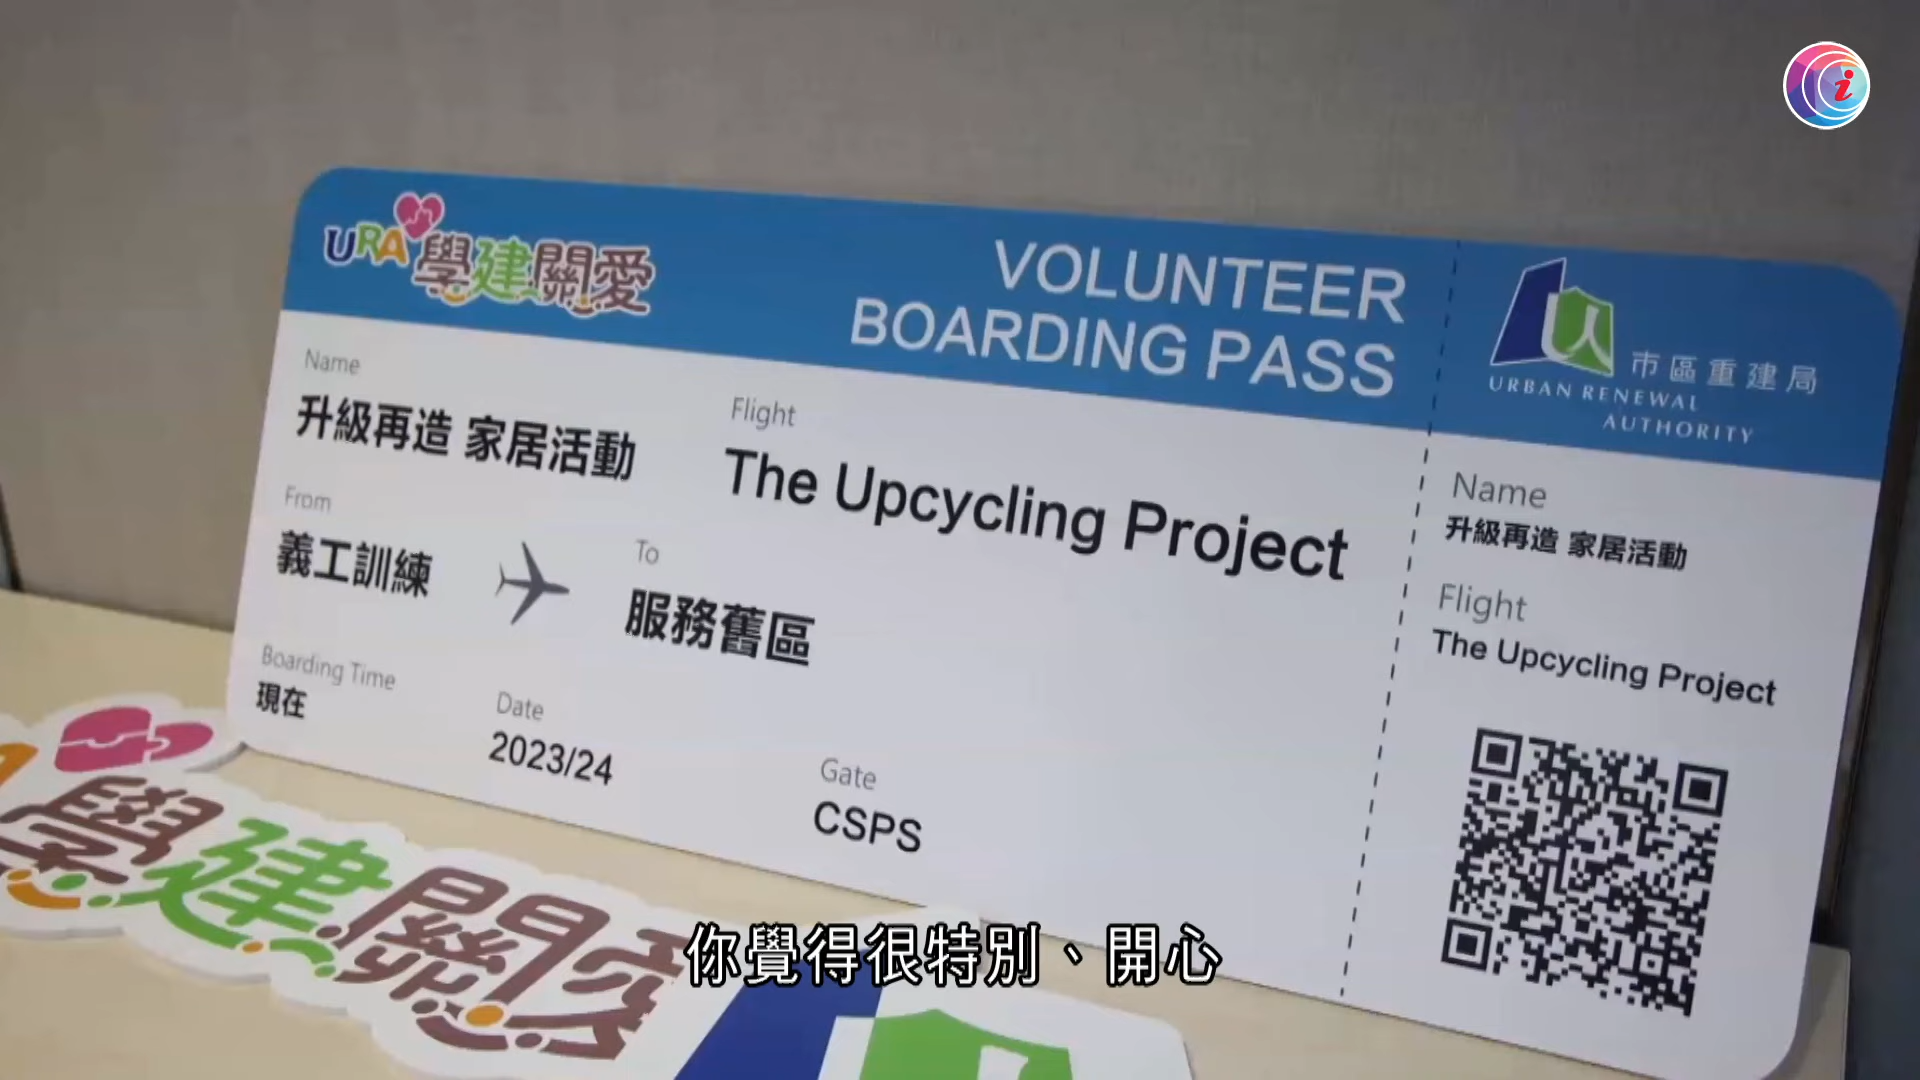 URA 學建關愛
VOLUNTEER
BOARDING PASS
市區重建局
URBAN RENEWAL
AUTHORITY
Name
升級再造 家居活動
Flight
The Upcycling Project
From
義工訓練
To
服務舊區
Boarding Time
現在
Date
2023/24
Gate
CSPS
Name
升級再造 家居活動
Flight
The Upcycling Project
學建關愛
你覺得很特別、開心
i